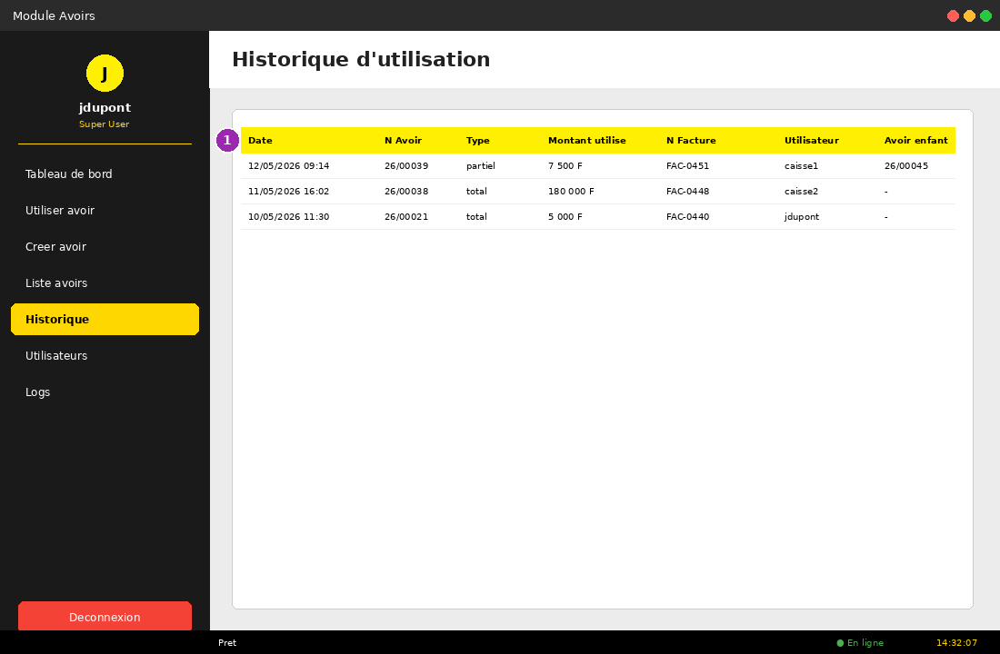 Module Avoirs
J
jdupont
Super User
Tableau de bord
Utiliser avoir
Creer avoir
Liste avoirs
Historique
Utilisateurs
Logs
Deconnexion
Historique d'utilisation
1
Date N Avoir Type Montant utilise N Facture Utilisateur Avoir enfant
12/05/2026 09:14 26/00039 partiel 7 500 F FAC-0451 caisse1 26/00045
11/05/2026 16:02 26/00038 total 180 000 F FAC-0448 caisse2 -
10/05/2026 11:30 26/00021 total 5 000 F FAC-0440 jdupont -
Pret En ligne 14:32:07